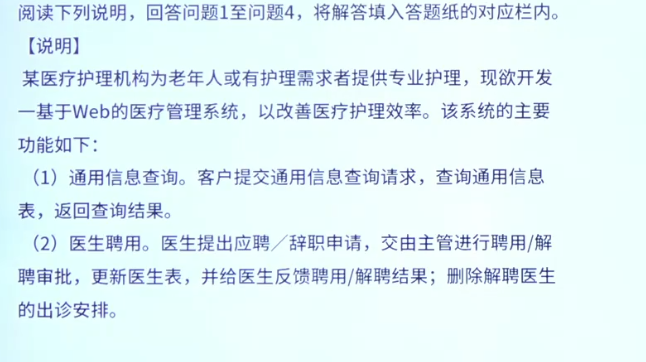 阅读下列说明，回答问题1至问题4，将解答填入答题纸的对应栏内。
【说明】
某医疗护理机构为老年人或有护理需求者提供专业护理，现欲开发
一基于Web的医疗管理系统，以改善医疗护理效率。该系统的主要
功能如下：
（1）通用信息查询。客户提交通用信息查询请求，查询通用信息
表，返回查询结果。
（2）医生聘用。医生提出应聘／辞职申请，交由主管进行聘用/解
聘审批，更新医生表，并给医生反馈聘用/解聘结果；删除解聘医生
的出诊安排。